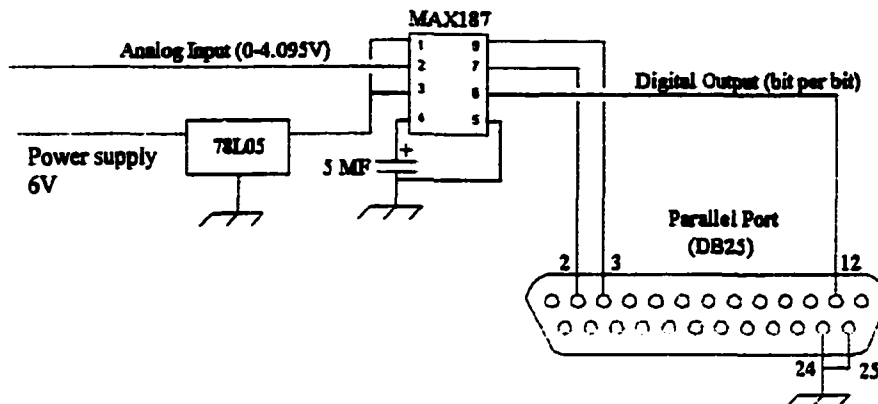 MAX187
Analog Input (0-4.095V)
1
2
3
4
8
7
6
5
Digital Output (bit per bit)
78L05
Power supply
6V
+
5 MF
Parallel Port
(DB25)
2
3
12
24
25